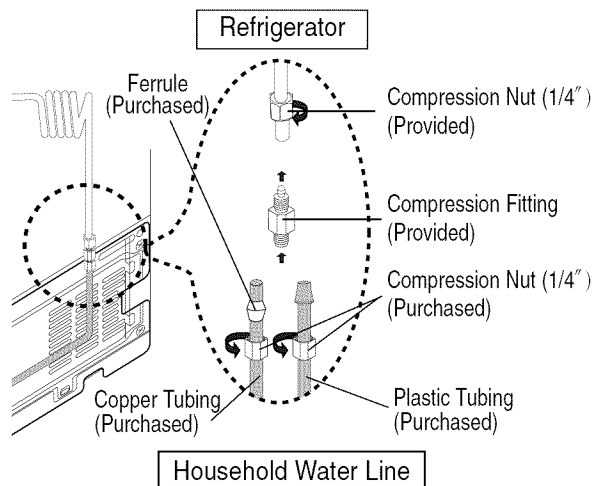 Refrigerator
Ferrule
(Purchased)
Compression Nut (1/4″ )
(Provided)
Compression Fitting
(Provided)
Compression Nut (1/4″ )
(Purchased)
Copper Tubing
(Purchased)
Plastic Tubing
(Purchased)
Household Water Line